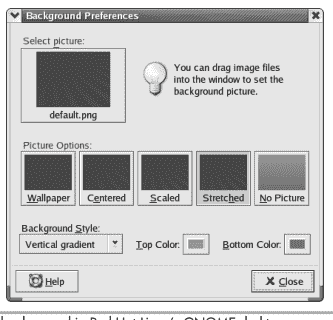 Background Preferences
Select picture:
default.png
You can drag image files
into the window to set the
background picture.
Picture Options:
Wallpaper Centered Scaled Stretched No Picture
Background Style:
Vertical gradient Top Color: Bottom Color:
Help Close